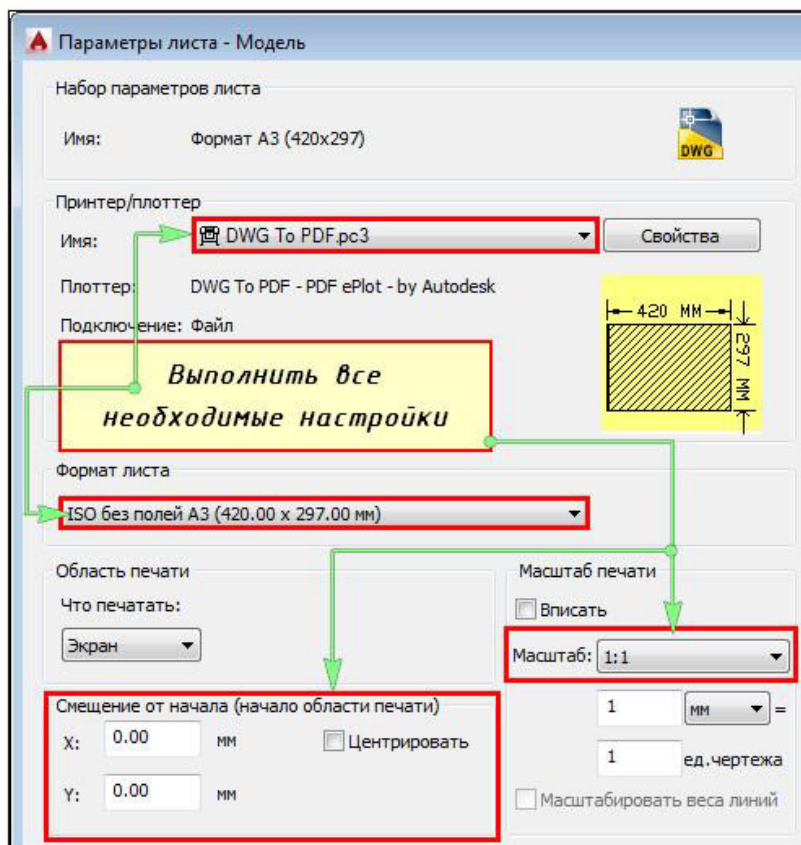 Параметры листа - Модель
Набор параметров листа
Имя: Формат А3 (420x297)
DWG
Принтер/плоттер
Имя: DWG To PDF.pc3 Свойства
Плоттер: DWG To PDF - PDF ePlot - by Autodesk
Подключение: Файл
420 MM
297 MM
Выполнить все
необходимые настройки
Формат листа
ISO без полей A3 (420.00 x 297.00 мм)
Область печати
Что печатать:
Экран
Масштаб печати
Вписать
Масштаб: 1:1
1 мм =
1 ед.чертежа
Масштабировать веса линий
Смещение от начала (начало области печати)
X: 0.00 мм Центрировать
Y: 0.00 мм